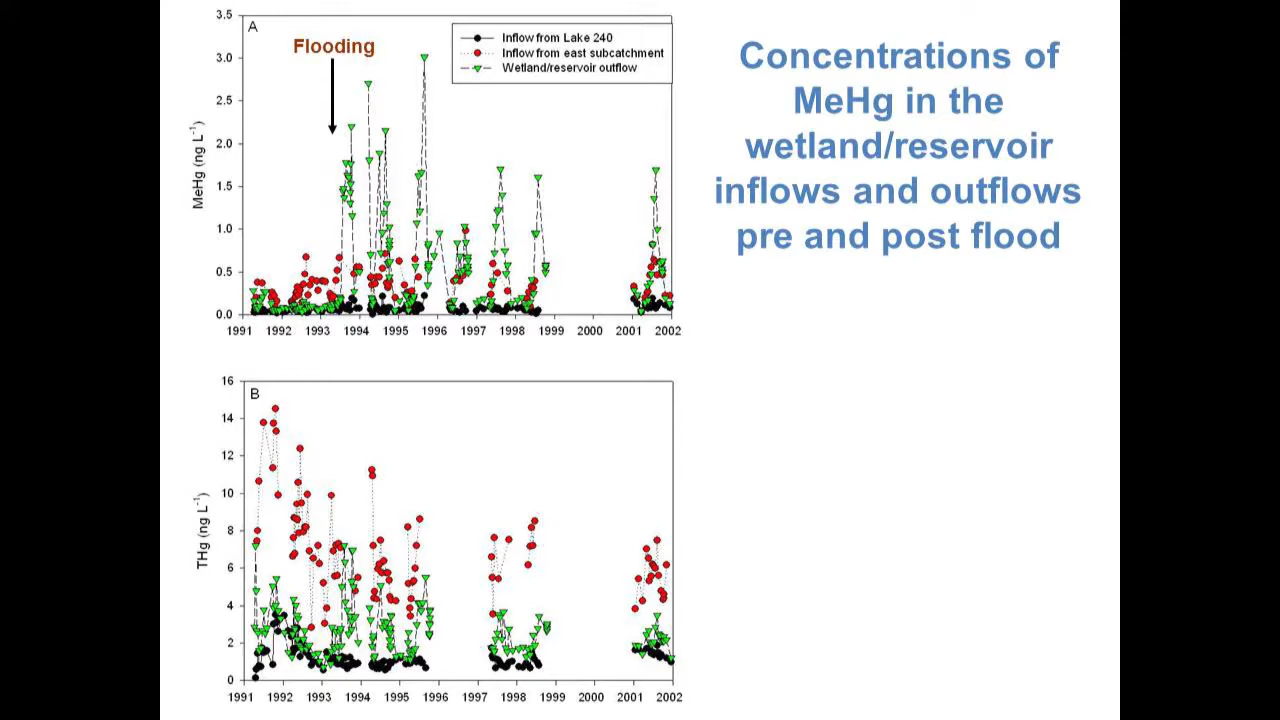 3.5
A
Flooding
Inflow from Lake 240
Inflow from east subcatchment
Wetland/reservoir outflow
3.0
2.5
2.0
1.5
1.0
0.5
0.0
MeHg (ng L⁻¹)
1991 1992 1993 1994 1995 1996 1997 1998 1999 2000 2001 2002
Concentrations of
MeHg in the
wetland/reservoir
inflows and outflows
pre and post flood
16
B
14
12
10
8
6
4
2
0
THg (ng L⁻¹)
1991 1992 1993 1994 1995 1996 1997 1998 1999 2000 2001 2002